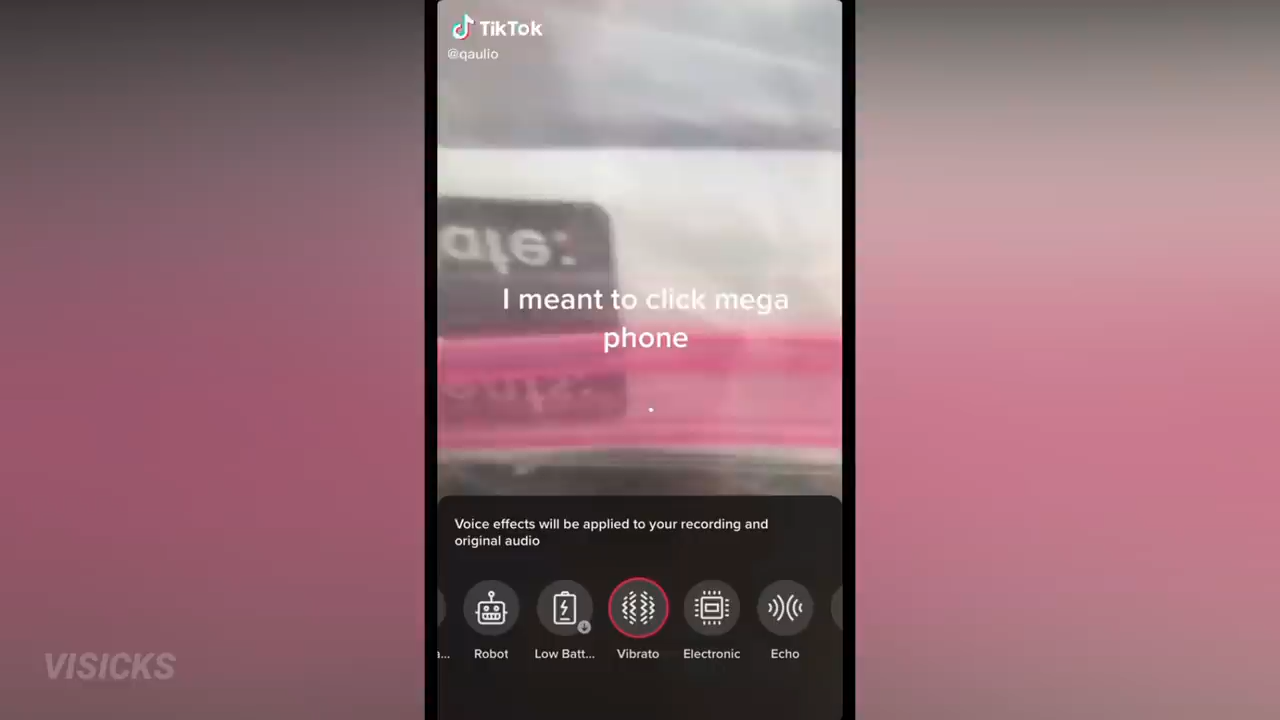 TikTok
@qaulio
ate:
I meant to click mega
phone
Voice effects will be applied to your recording and
original audio
a...
Robot
Low Batt...
Vibrato
Electronic
Echo
VISICKS